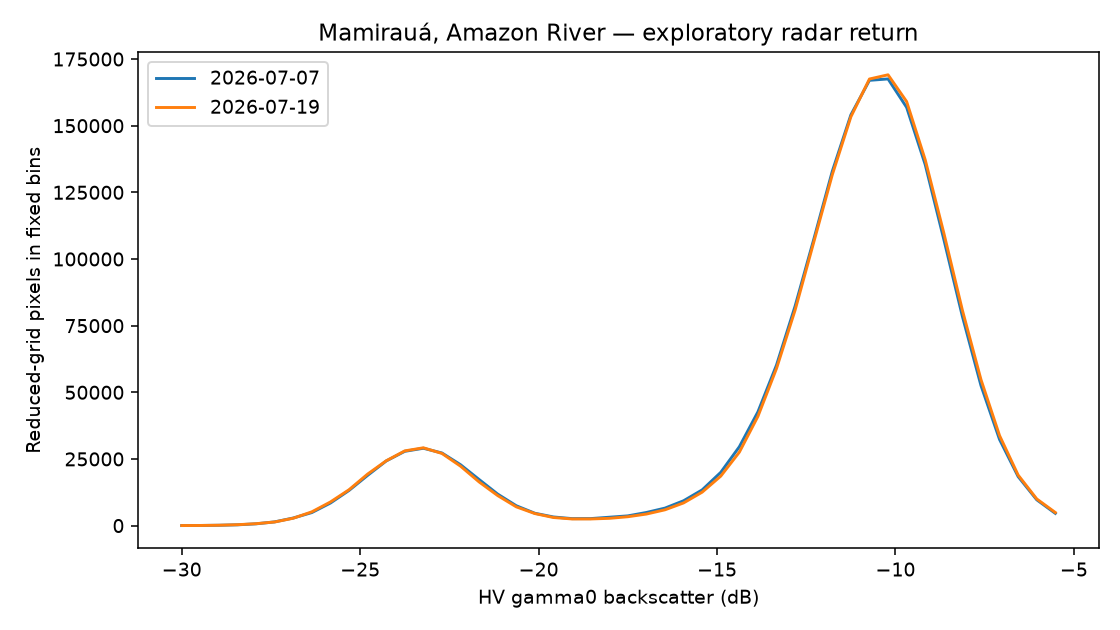 Mamirauá, Amazon River — exploratory radar return
2026-07-07
2026-07-19
Reduced-grid pixels in fixed bins
175000
150000
125000
100000
75000
50000
25000
0
−30 −25 −20 −15 −10 −5
HV gamma0 backscatter (dB)